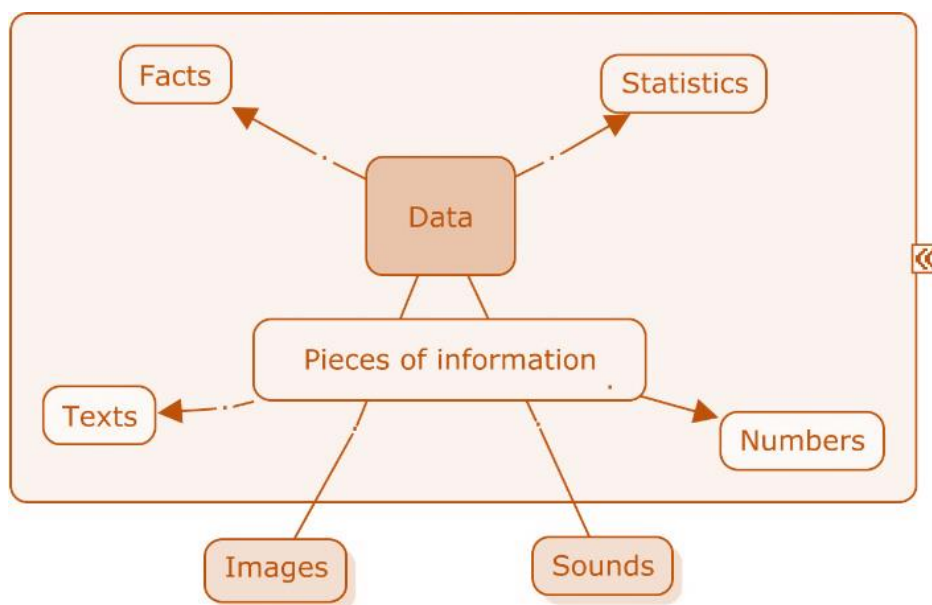 Facts
Statistics
Data
Pieces of information
Texts
Numbers
Images
Sounds